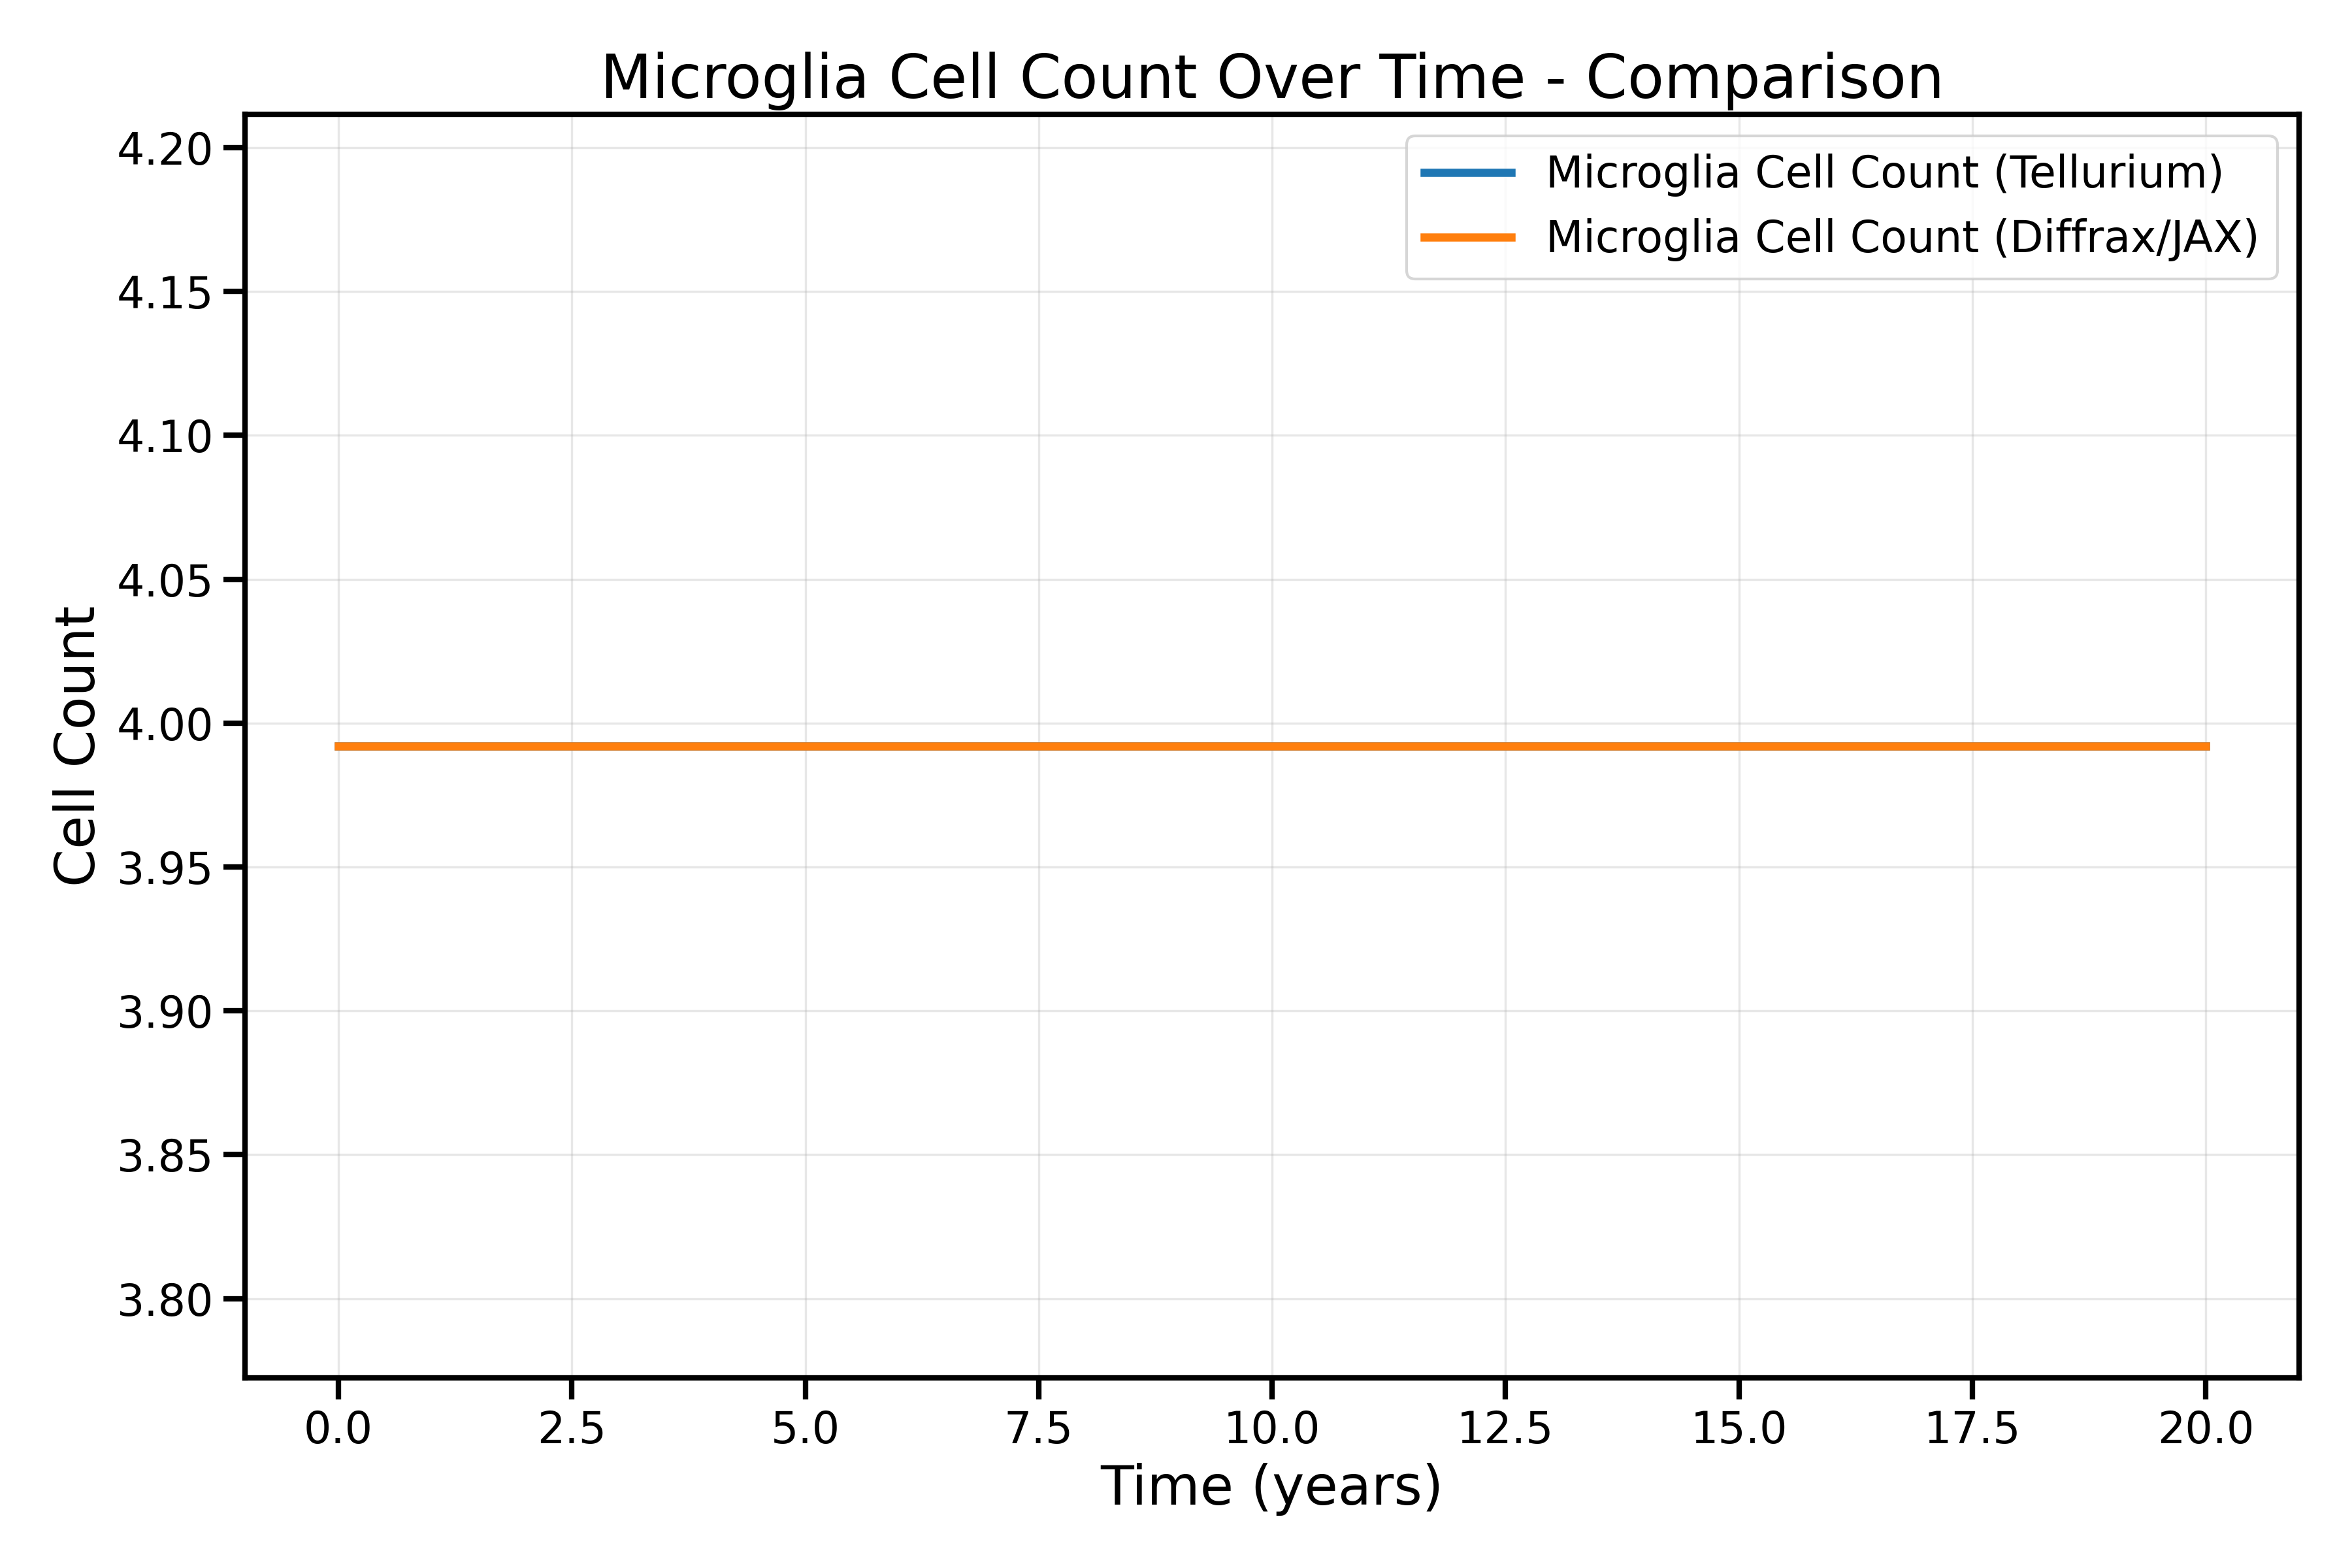 Microglia Cell Count Over Time - Comparison
Microglia Cell Count (Tellurium)
Microglia Cell Count (Diffrax/JAX)
Cell Count
4.20
4.15
4.10
4.05
4.00
3.95
3.90
3.85
3.80
0.0 2.5 5.0 7.5 10.0 12.5 15.0 17.5 20.0
Time (years)